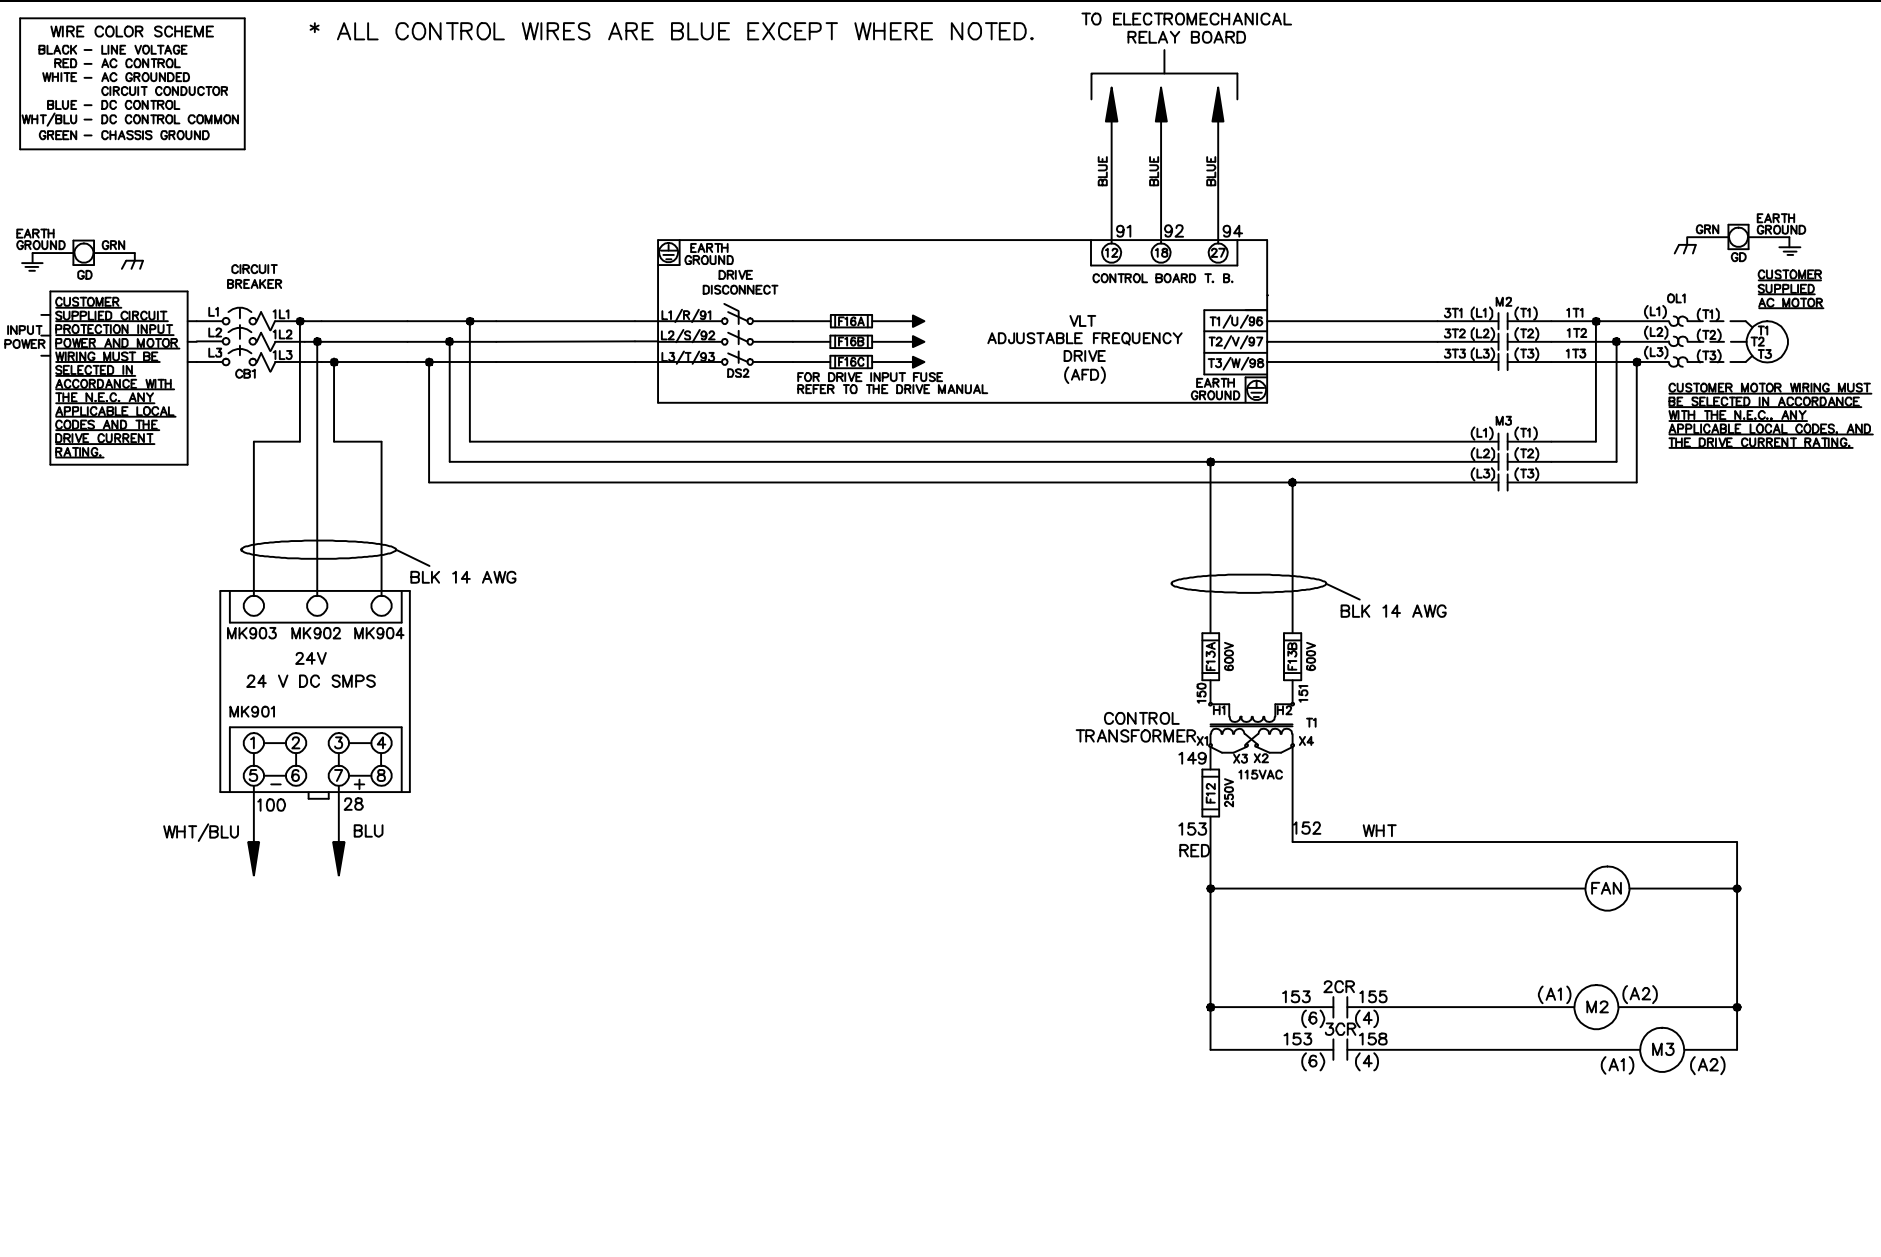 WIRE COLOR SCHEME
BLACK – LINE VOLTAGE
RED – AC CONTROL
WHITE – AC GROUNDED
CIRCUIT CONDUCTOR
BLUE – DC CONTROL
WHT/BLU – DC CONTROL COMMON
GREEN – CHASSIS GROUND
* ALL CONTROL WIRES ARE BLUE EXCEPT WHERE NOTED.
TO ELECTROMECHANICAL
RELAY BOARD
BLUE
BLUE
BLUE
91 92 94
12 18 27
CONTROL BOARD T. B.
EARTH
GROUND
GRN
GD
CIRCUIT
BREAKER
INPUT
POWER
CUSTOMER
SUPPLIED CIRCUIT
PROTECTION INPUT
POWER AND MOTOR
WIRING MUST BE
SELECTED IN
ACCORDANCE WITH
THE N.E.C. ANY
APPLICABLE LOCAL
CODES AND THE
DRIVE CURRENT
RATING.
L1 1L1
L2 1L2
L3 1L3
CB1
EARTH
GROUND
DRIVE
DISCONNECT
L1/R/91
L2/S/92
L3/T/93
DS2
F16A
F16B
F16C
FOR DRIVE INPUT FUSE
REFER TO THE DRIVE MANUAL
VLT
ADJUSTABLE FREQUENCY
DRIVE
(AFD)
T1/U/96
T2/V/97
T3/W/98
EARTH
GROUND
M2
3T1 (L1) (T1) 1T1
3T2 (L2) (T2) 1T2
3T3 (L3) (T3) 1T3
M3
(L1) (T1)
(L2) (T2)
(L3) (T3)
OL1
(L1) (T1)
(L2) (T2)
(L3) (T3)
T1
T2
T3
GRN
EARTH
GROUND
GD
CUSTOMER
SUPPLIED
AC MOTOR
CUSTOMER MOTOR WIRING MUST
BE SELECTED IN ACCORDANCE
WITH THE N.E.C., ANY
APPLICABLE LOCAL CODES, AND
THE DRIVE CURRENT RATING.
BLK 14 AWG
MK903 MK902 MK904
24V
24 V DC SMPS
MK901
1 2 3 4
5 – 6 7 + 8
100 28
WHT/BLU BLU
BLK 14 AWG
F13A 600V
F13B 600V
150 151
H1 H2
T1
CONTROL
TRANSFORMER
X1 X3 X2 X4
115VAC
149
F12 250V
153
RED
152 WHT
FAN
2CR
153 155
(6) (4)
(A1) M2 (A2)
3CR
153 158
(6) (4)
(A1) M3 (A2)